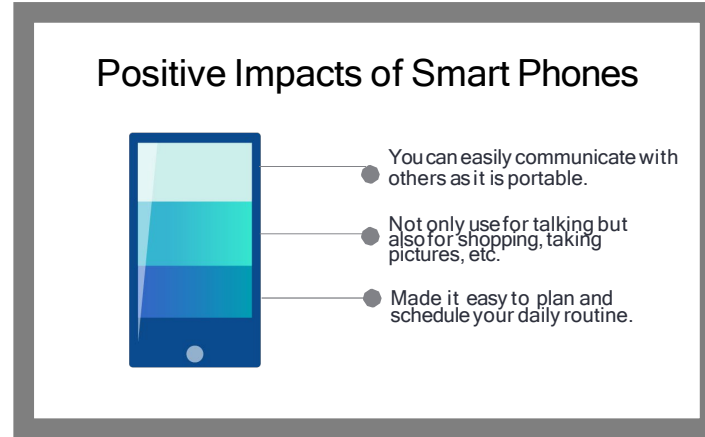 Positive Impacts of Smart Phones
You can easily communicate with
others as it is portable.
Not only use for talking but
also for shopping, taking
pictures, etc.
Made it easy to plan and
schedule your daily routine.